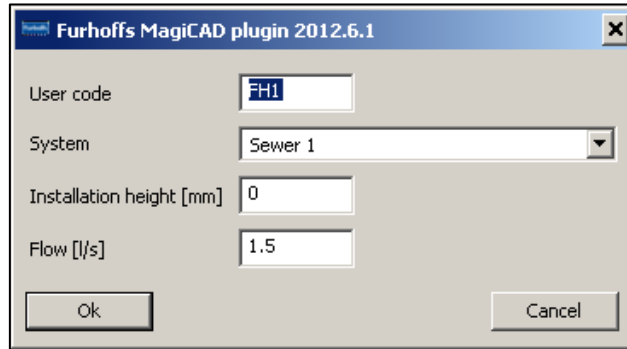 Furhoffs MagiCAD plugin 2012.6.1
User code FH1
System Sewer 1
Installation height [mm] 0
Flow [l/s] 1.5
Ok Cancel